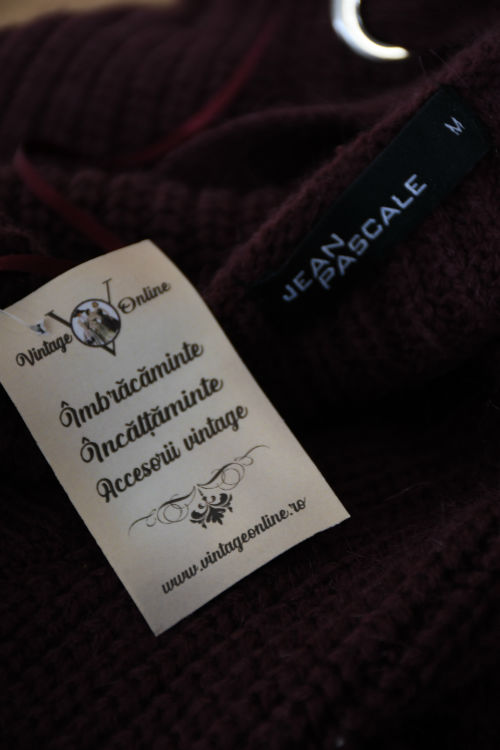 Vintage V Online
Îmbrăcăminte
Încălțăminte
Accesorii vintage
www.vintageonline.ro
JEAN
PASCALE
M